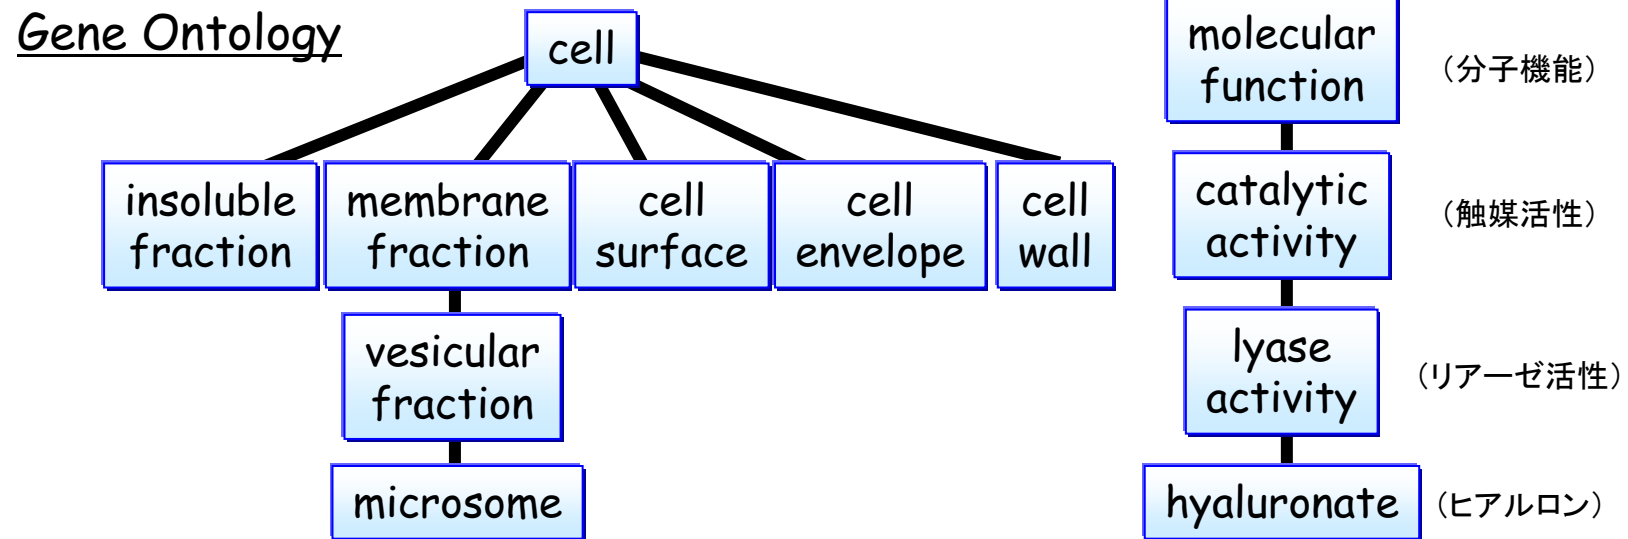 Gene Ontology
cell
insoluble
fraction
membrane
fraction
cell
surface
cell
envelope
cell
wall
vesicular
fraction
microsome
molecular
function
（分子機能）
catalytic
activity
（触媒活性）
lyase
activity
（リアーゼ活性）
hyaluronate
（ヒアルロン）